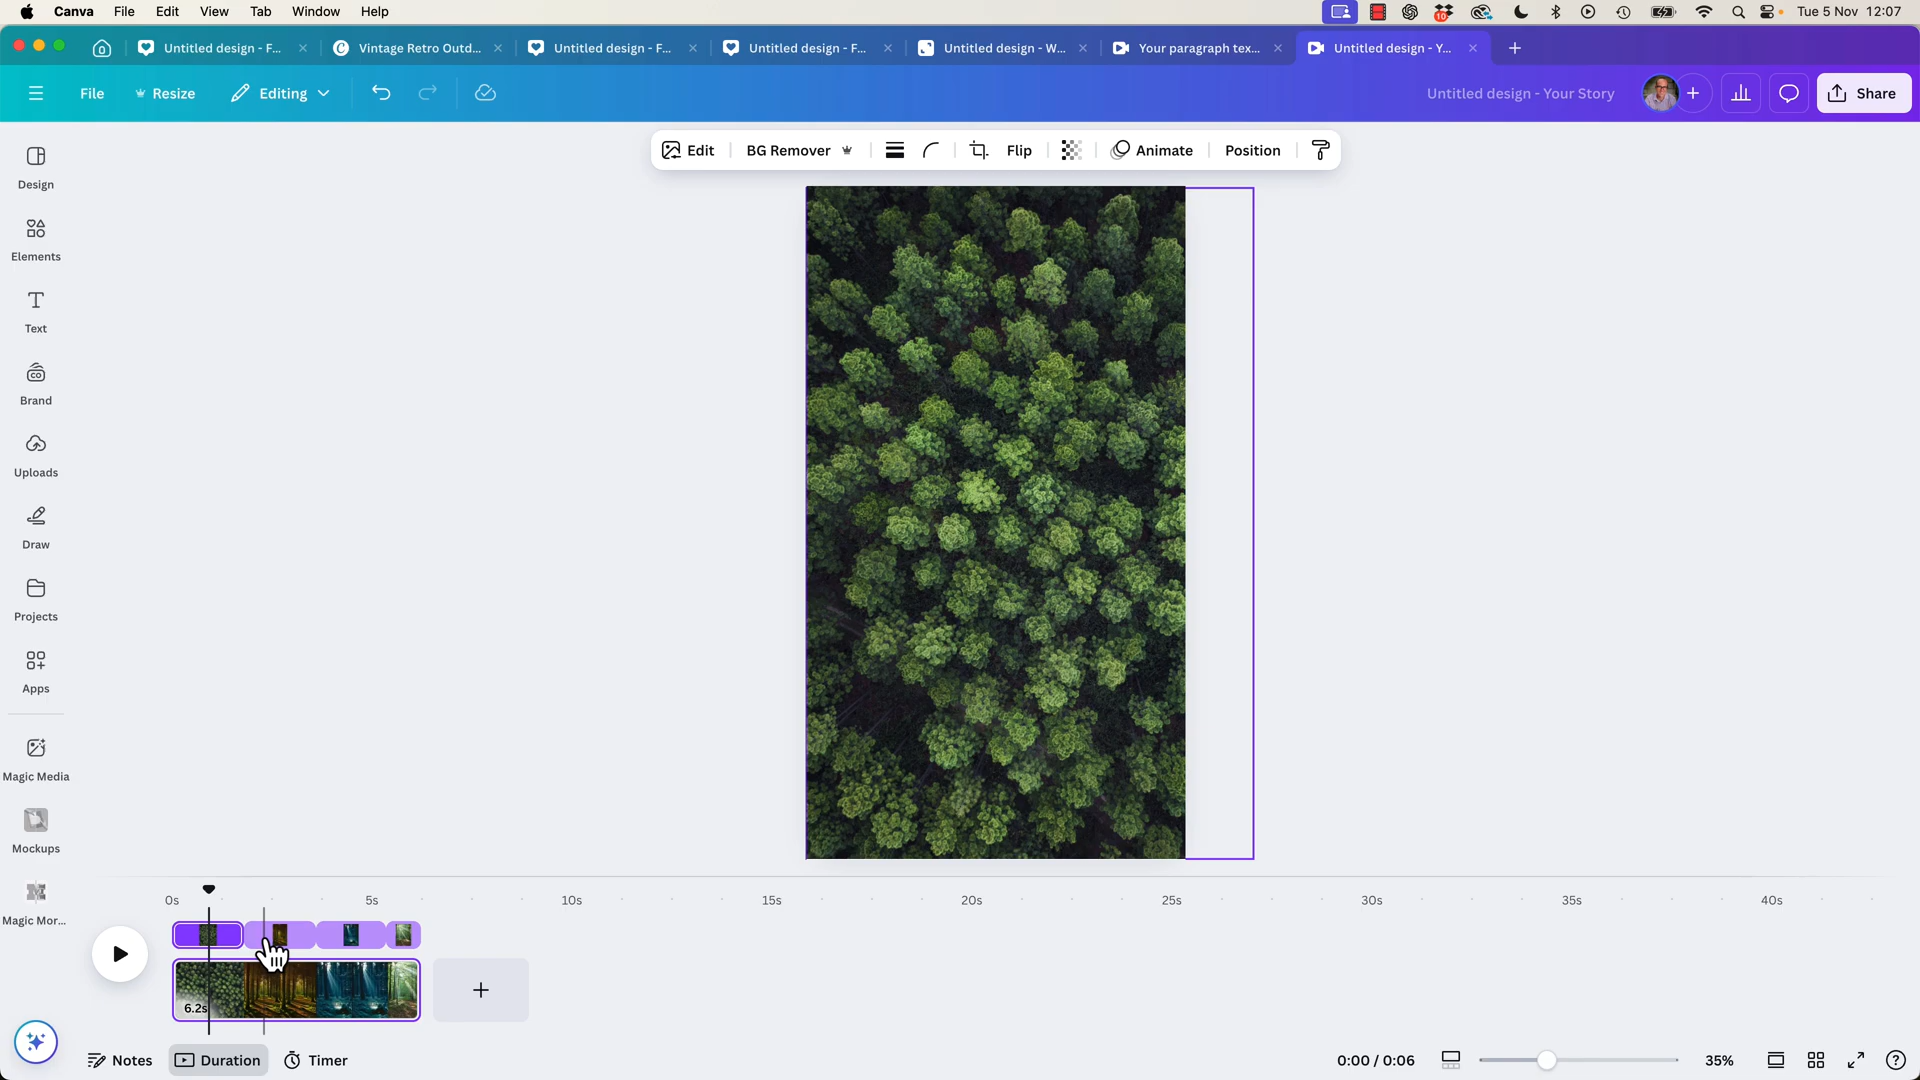 Canva File Edit View Tab Window Help
10
Tue 5 Nov 12:07
Untitled design - F...
Vintage Retro Outd...
Untitled design - F...
Untitled design - F...
Untitled design - W...
Your paragraph tex...
Untitled design - Y...
File Resize Editing
Untitled design - Your Story
Share
Edit BG Remover Flip Animate Position
Design
Elements
Text
Brand
Uploads
Draw
Projects
Apps
Magic Media
Mockups
Magic Mor...
0s 5s 10s 15s 20s 25s 30s 35s 40s
6.2s
Notes Duration Timer
0:00 / 0:06
35%